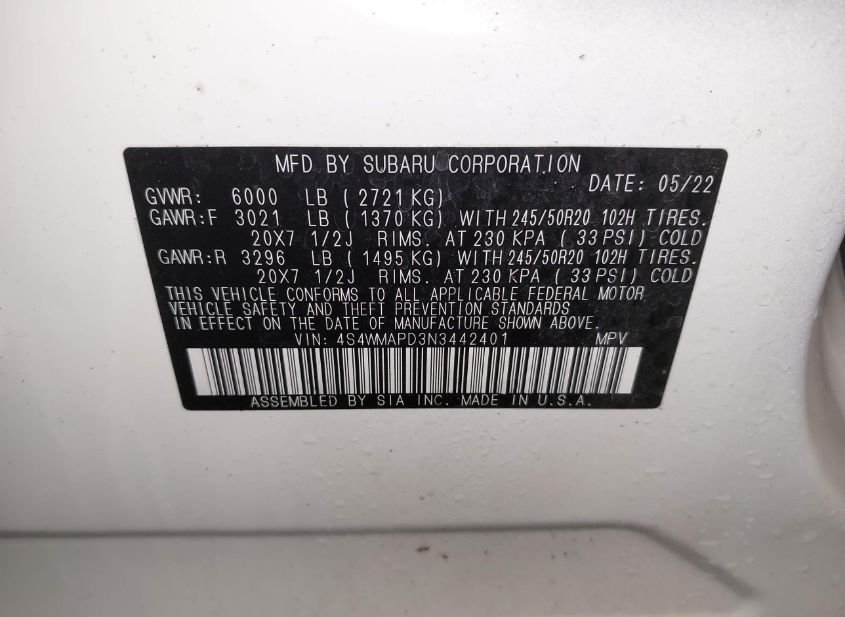 MFD BY SUBARU CORPORATION
DATE: 05/22
GVWR: 6000 LB ( 2721 KG)
GAWR:F 3021 LB ( 1370 KG) WITH 245/50R20 102H TIRES.
20X7 1/2J RIMS. AT 230 KPA ( 33 PSI) COLD
GAWR:R 3296 LB ( 1495 KG) WITH 245/50R20 102H TIRES.
20X7 1/2J RIMS. AT 230 KPA ( 33 PSI) COLD
THIS VEHICLE CONFORMS TO ALL APPLICABLE FEDERAL MOTOR
VEHICLE SAFETY AND THEFT PREVENTION STANDARDS
IN EFFECT ON THE DATE OF MANUFACTURE SHOWN ABOVE.
VIN: 4S4WMAPD3N3442401 MPV
ASSEMBLED BY SIA INC. MADE IN U.S.A.